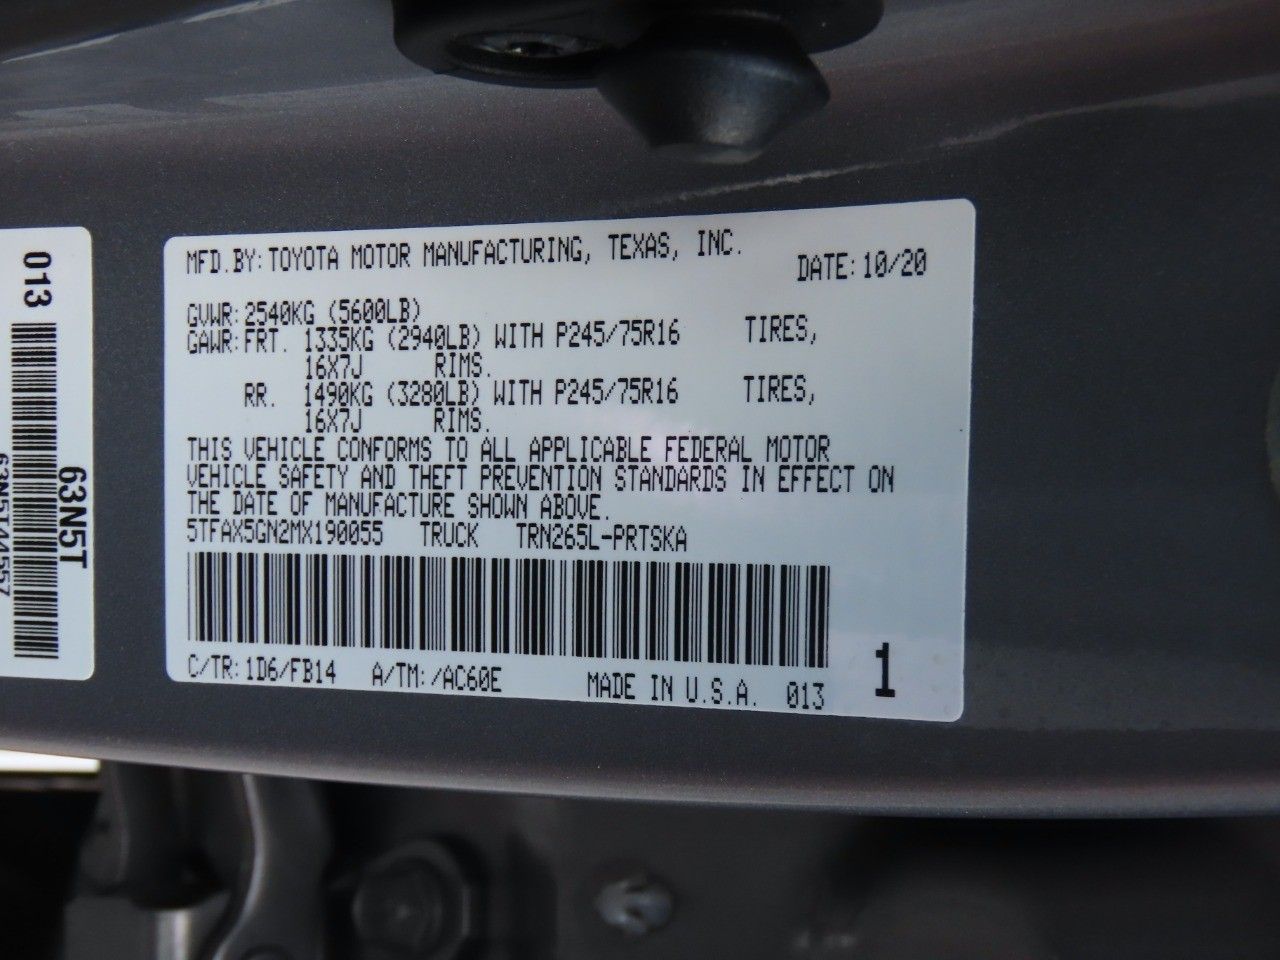 MFD.BY:TOYOTA MOTOR MANUFACTURING, TEXAS, INC.
DATE:10/20
GVWR:2540KG (5600LB)
GAWR:FRT. 1335KG (2940LB) WITH P245/75R16 TIRES,
16X7J RIMS.
RR. 1490KG (3280LB) WITH P245/75R16 TIRES,
16X7J RIMS.
THIS VEHICLE CONFORMS TO ALL APPLICABLE FEDERAL MOTOR
VEHICLE SAFETY AND THEFT PREVENTION STANDARDS IN EFFECT ON
THE DATE OF MANUFACTURE SHOWN ABOVE.
5TFAX5GN2MX190055 TRUCK TRN265L-PRTSKA
C/TR:1D6/FB14 A/TM:/AC60E MADE IN U.S.A. 013
1
013
63N5T